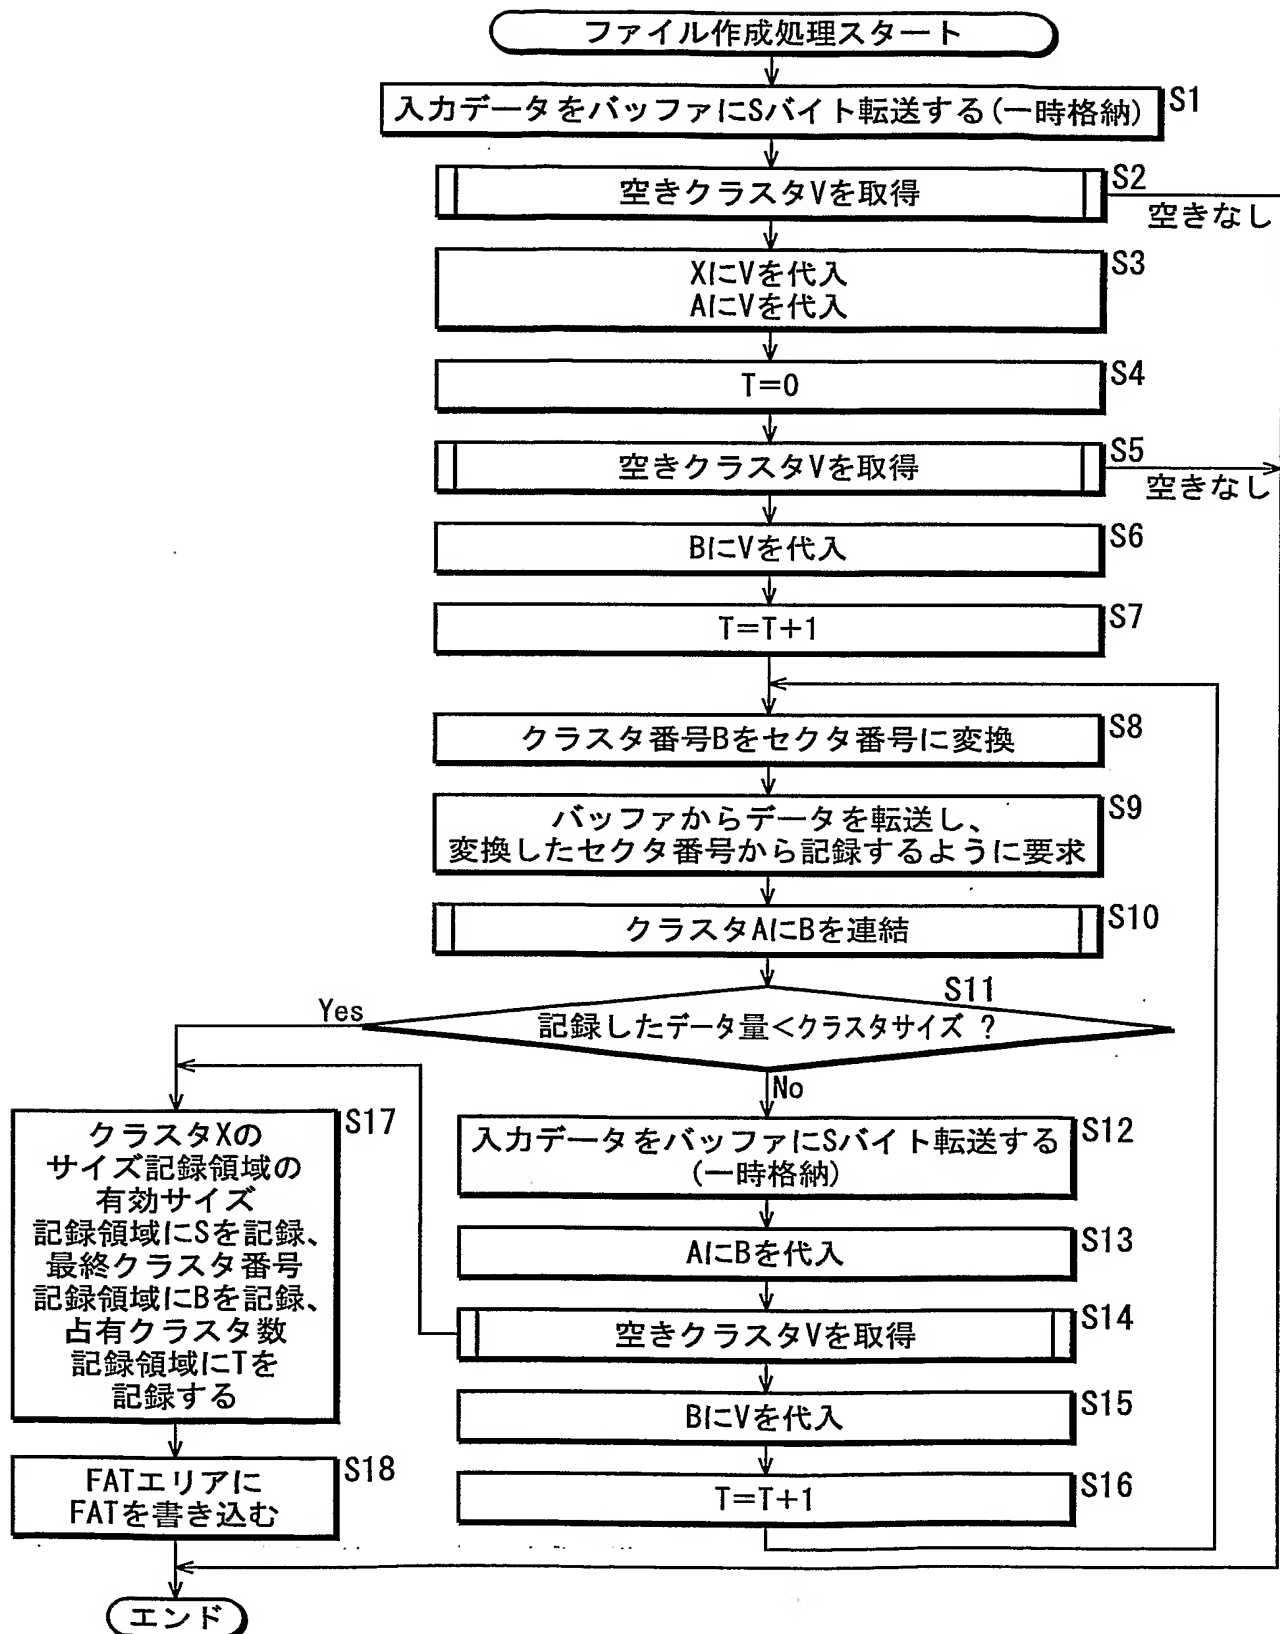 ファイル作成処理スタート
入力データをバッファにSバイト転送する(一時格納)
S1
空きクラスタVを取得
S2
空きなし
XにVを代入
AにVを代入
S3
T=0
S4
空きクラスタVを取得
S5
空きなし
BにVを代入
S6
T=T+1
S7
クラスタ番号Bをセクタ番号に変換
S8
バッファからデータを転送し、
変換したセクタ番号から記録するように要求
S9
クラスタAにBを連結
S10
S11
記録したデータ量<クラスタサイズ ?
Yes
No
入力データをバッファにSバイト転送する
(一時格納)
S12
AにBを代入
S13
空きクラスタVを取得
S14
BにVを代入
S15
T=T+1
S16
クラスタXの
サイズ記録領域の
有効サイズ
記録領域にSを記録、
最終クラスタ番号
記録領域にBを記録、
占有クラスタ数
記録領域にTを
記録する
S17
FATエリアに
FATを書き込む
S18
エンド